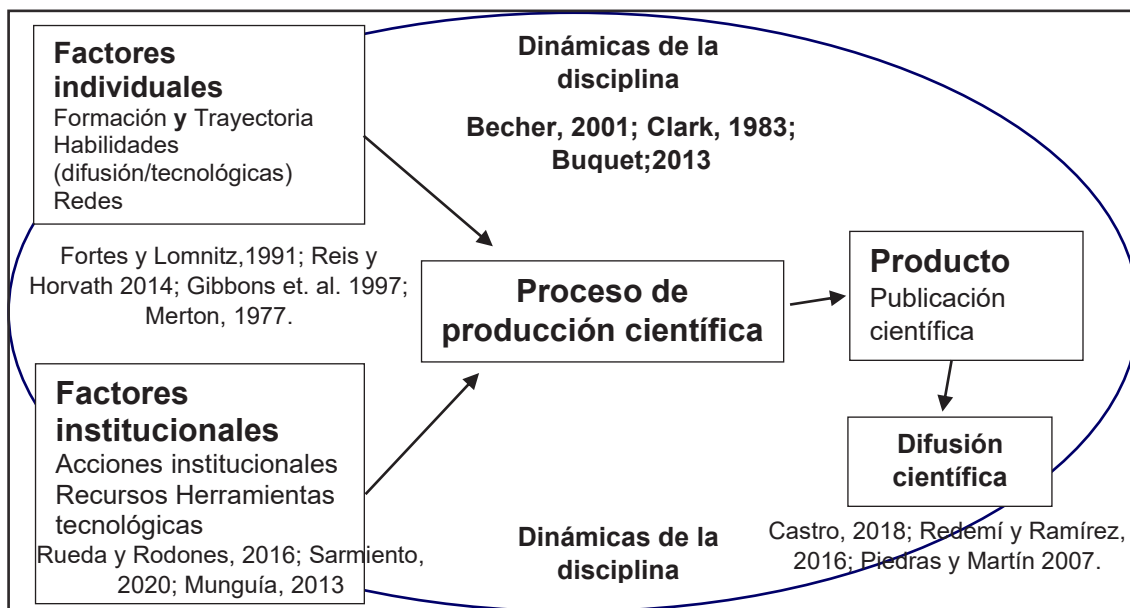 Factores
individuales
Formación y Trayectoria
Habilidades
(difusión/tecnológicas)
Redes
Fortes y Lomnitz,1991; Reis y
Horvath 2014; Gibbons et. al. 1997;
Merton, 1977.
Dinámicas de la
disciplina
Becher, 2001; Clark, 1983;
Buquet;2013
Proceso de
producción científica
Producto
Publicación
científica
Factores
institucionales
Acciones institucionales
Recursos Herramientas
tecnológicas
Rueda y Rodones, 2016; Sarmiento,
2020; Munguía, 2013
Difusión
científica
Castro, 2018; Redemí y Ramírez,
2016; Piedras y Martín 2007.
Dinámicas de la
disciplina